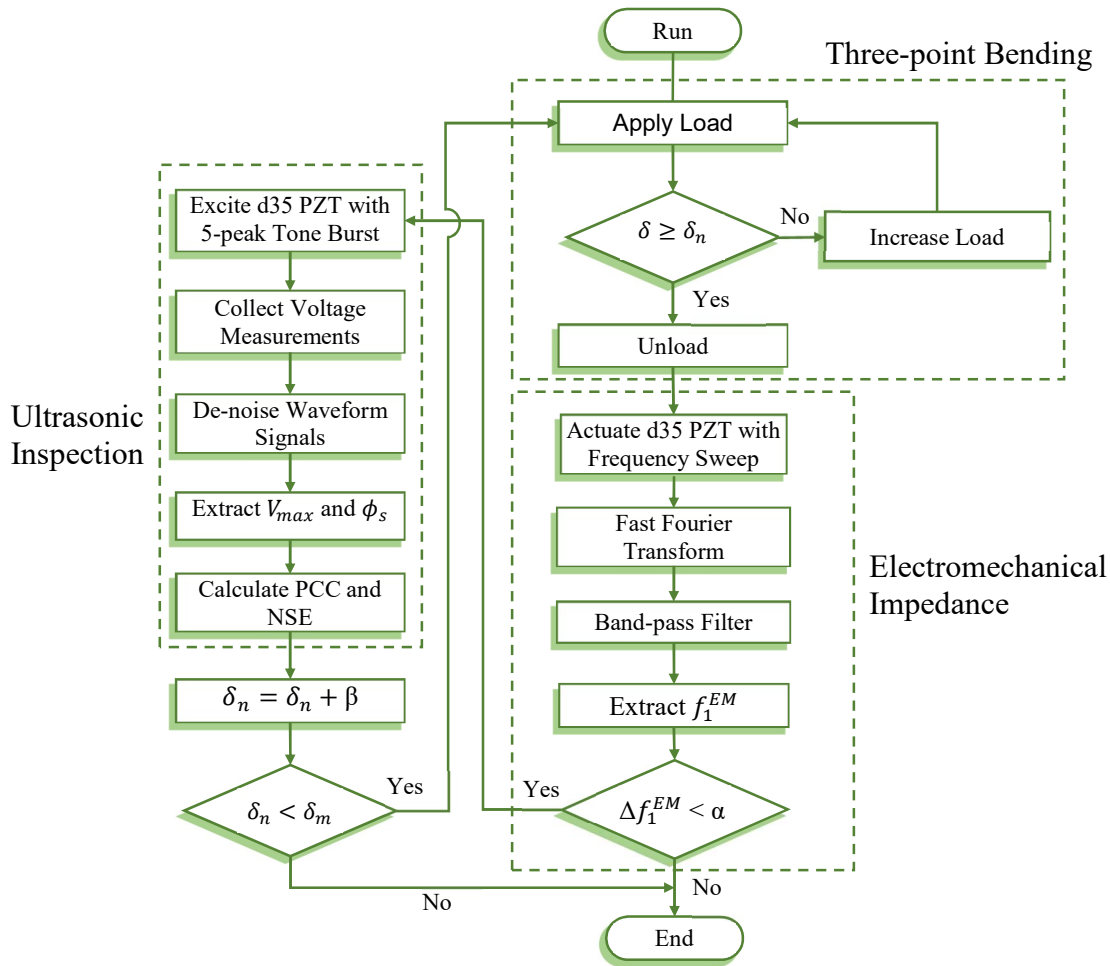 Run
Three-point Bending
Apply Load
δ ≥ δₙ
No
Increase Load
Yes
Unload
Actuate d35 PZT with
Frequency Sweep
Fast Fourier
Transform
Band-pass Filter
Extract f₁ᴱᴹ
Electromechanical
Impedance
Δf₁ᴱᴹ < α
Yes
No
Excite d35 PZT with
5-peak Tone Burst
Collect Voltage
Measurements
De-noise Waveform
Signals
Extract Vₘₐₓ and ϕₛ
Calculate PCC and
NSE
Ultrasonic
Inspection
δₙ = δₙ + β
δₙ < δₘ
Yes
No
End